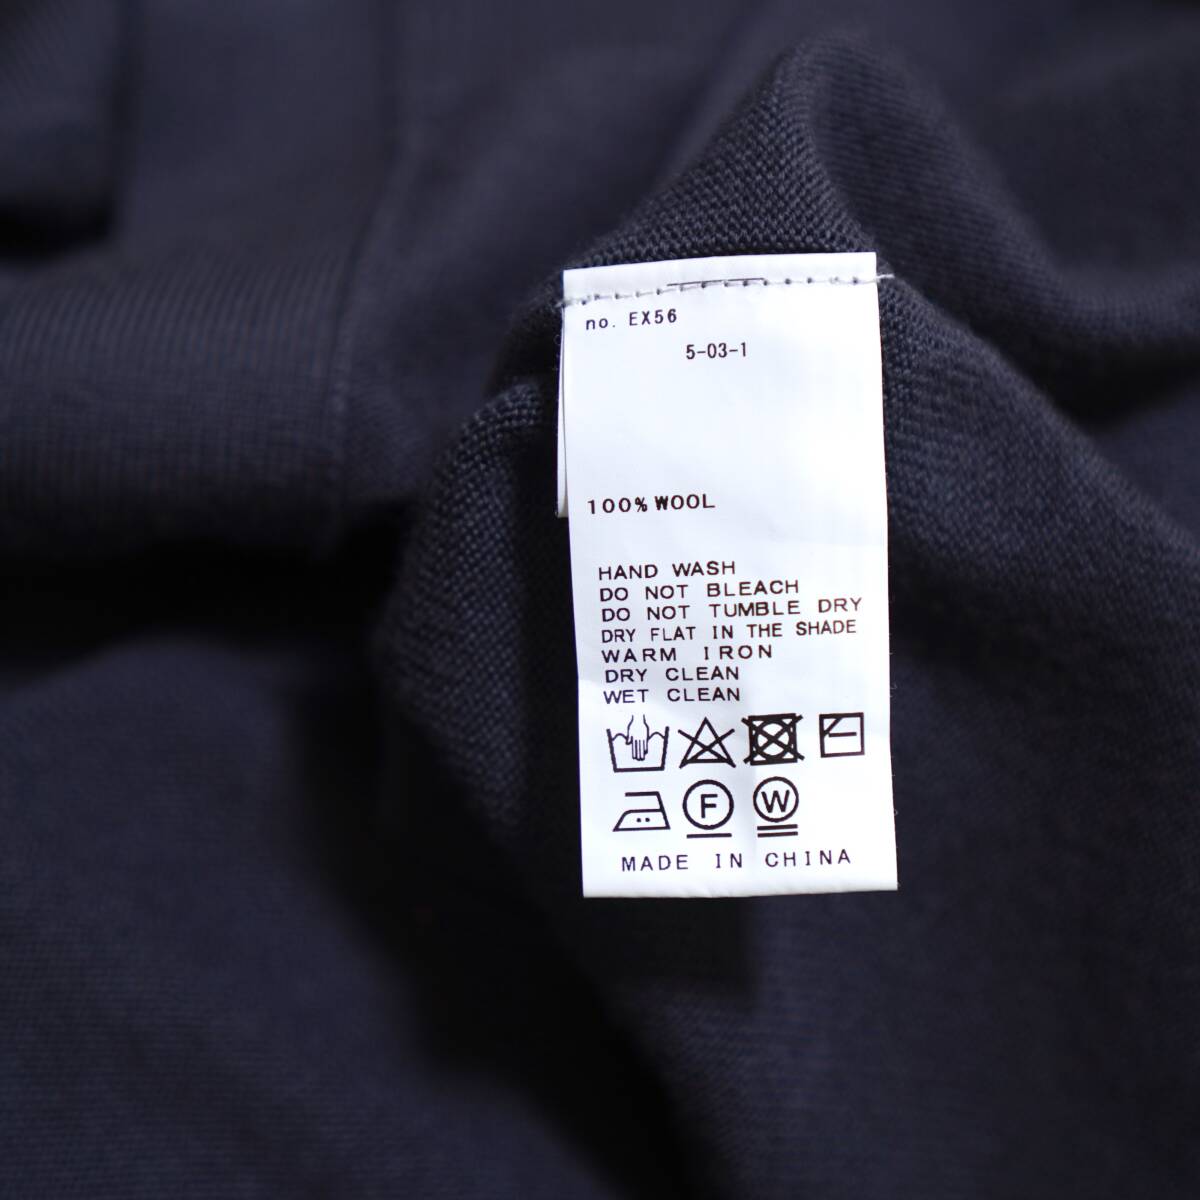 no. EX56
5-03-1
100% WOOL
HAND WASH
DO NOT BLEACH
DO NOT TUMBLE DRY
DRY FLAT IN THE SHADE
WARM IRON
DRY CLEAN
WET CLEAN
F W
MADE IN CHINA